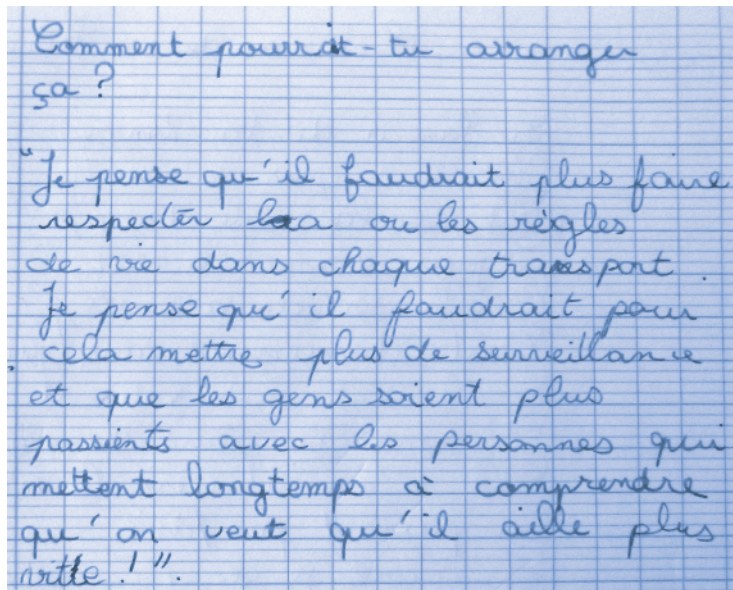 Comment pourrait-tu arranger
ça ?
"Je pense qu'il faudrait plus faire
respecter la ou les règles
de vie dans chaque transport.
Je pense qu'il faudrait pour
cela mettre plus de surveillance
et que les gens soient plus
passients avec les personnes qui
mettent longtemps à comprendre
qu'on veut qu'il aille plus
vite ! ".